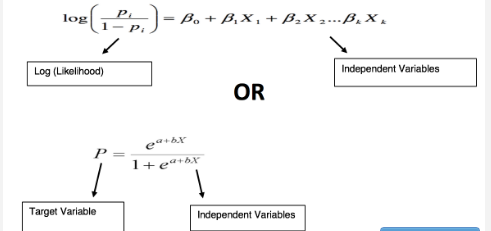 log(pᵢ / 1 − pᵢ) = βₒ + β₁X₁ + β₂X₂...βₖXₖ
Log (Likelihood)
Independent Variables
OR
P = e^(a+bX) / 1 + e^(a+bX)
Target Variable
Independent Variables